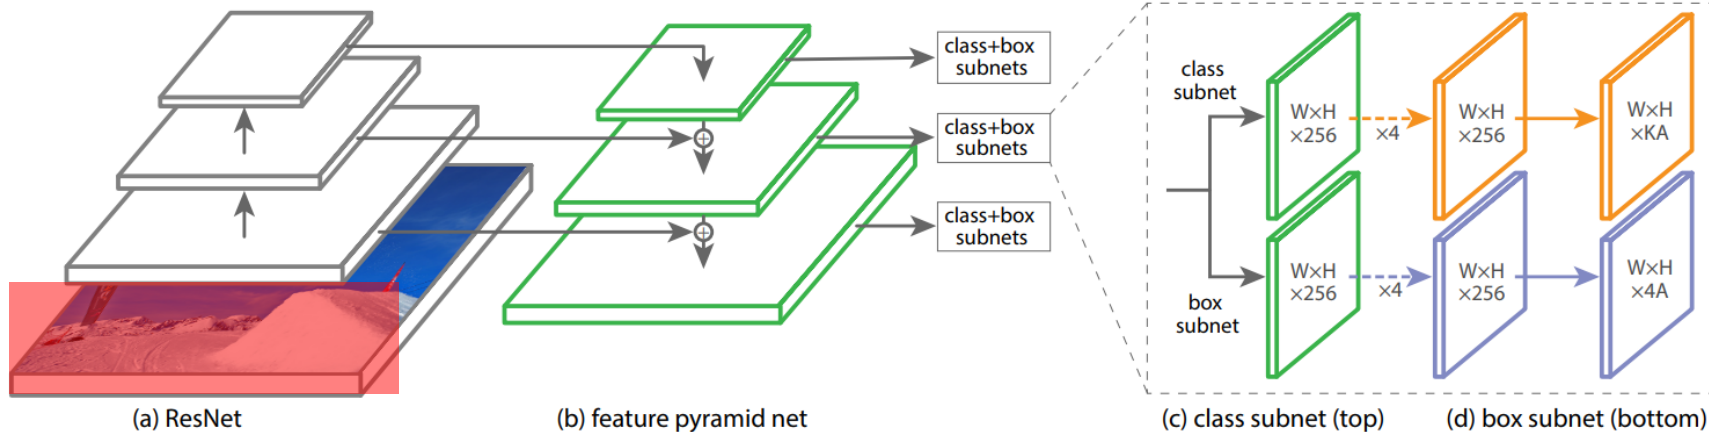 class+box
subnets
class+box
subnets
class+box
subnets
class
subnet
W×H
×256
×4
W×H
×256
W×H
×KA
box
subnet
W×H
×256
×4
W×H
×256
W×H
×4A
(a) ResNet
(b) feature pyramid net
(c) class subnet (top)
(d) box subnet (bottom)